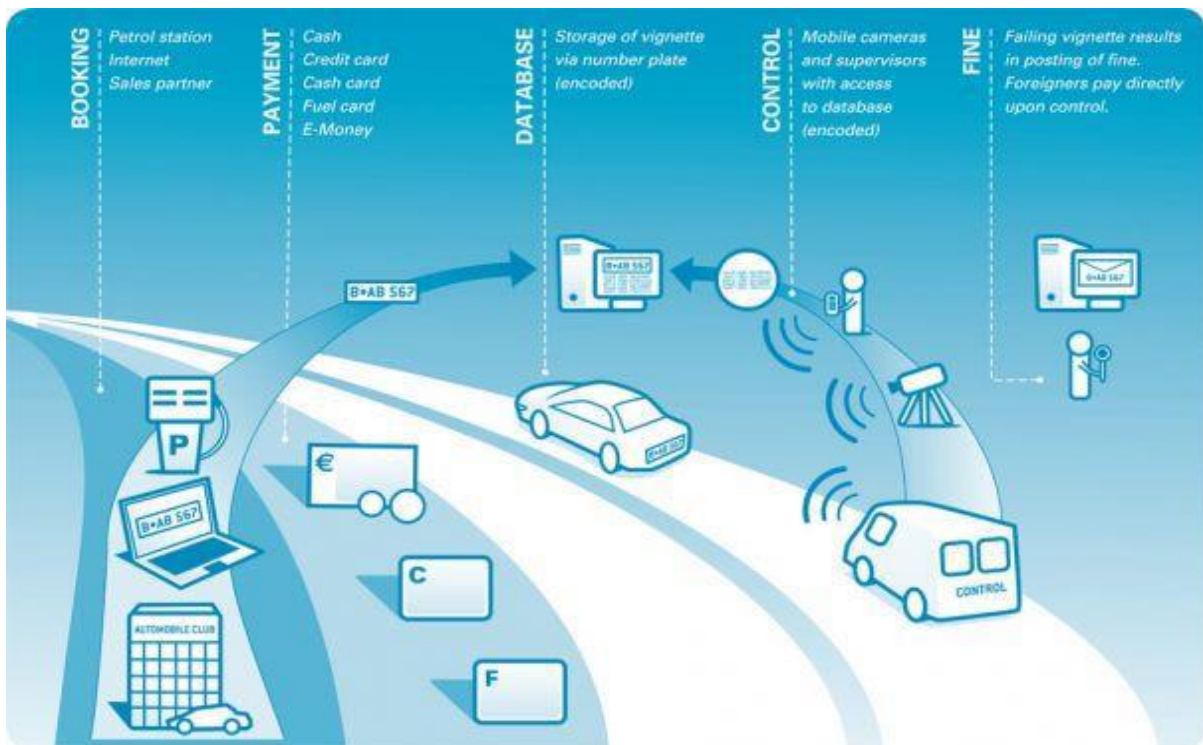 BOOKING
Petrol station
Internet
Sales partner
PAYMENT
Cash
Credit card
Cash card
Fuel card
E-Money
DATABASE
Storage of vignette
via number plate
(encoded)
CONTROL
Mobile cameras
and supervisors
with access
to database
(encoded)
FINE
Failing vignette results
in posting of fine.
Foreigners pay directly
upon control.
B•AB 567
B•AB 567
B•AB 567
P
€
B•AB 567
B•AB 567
C
CONTROL
AUTOMOBILE CLUB
F